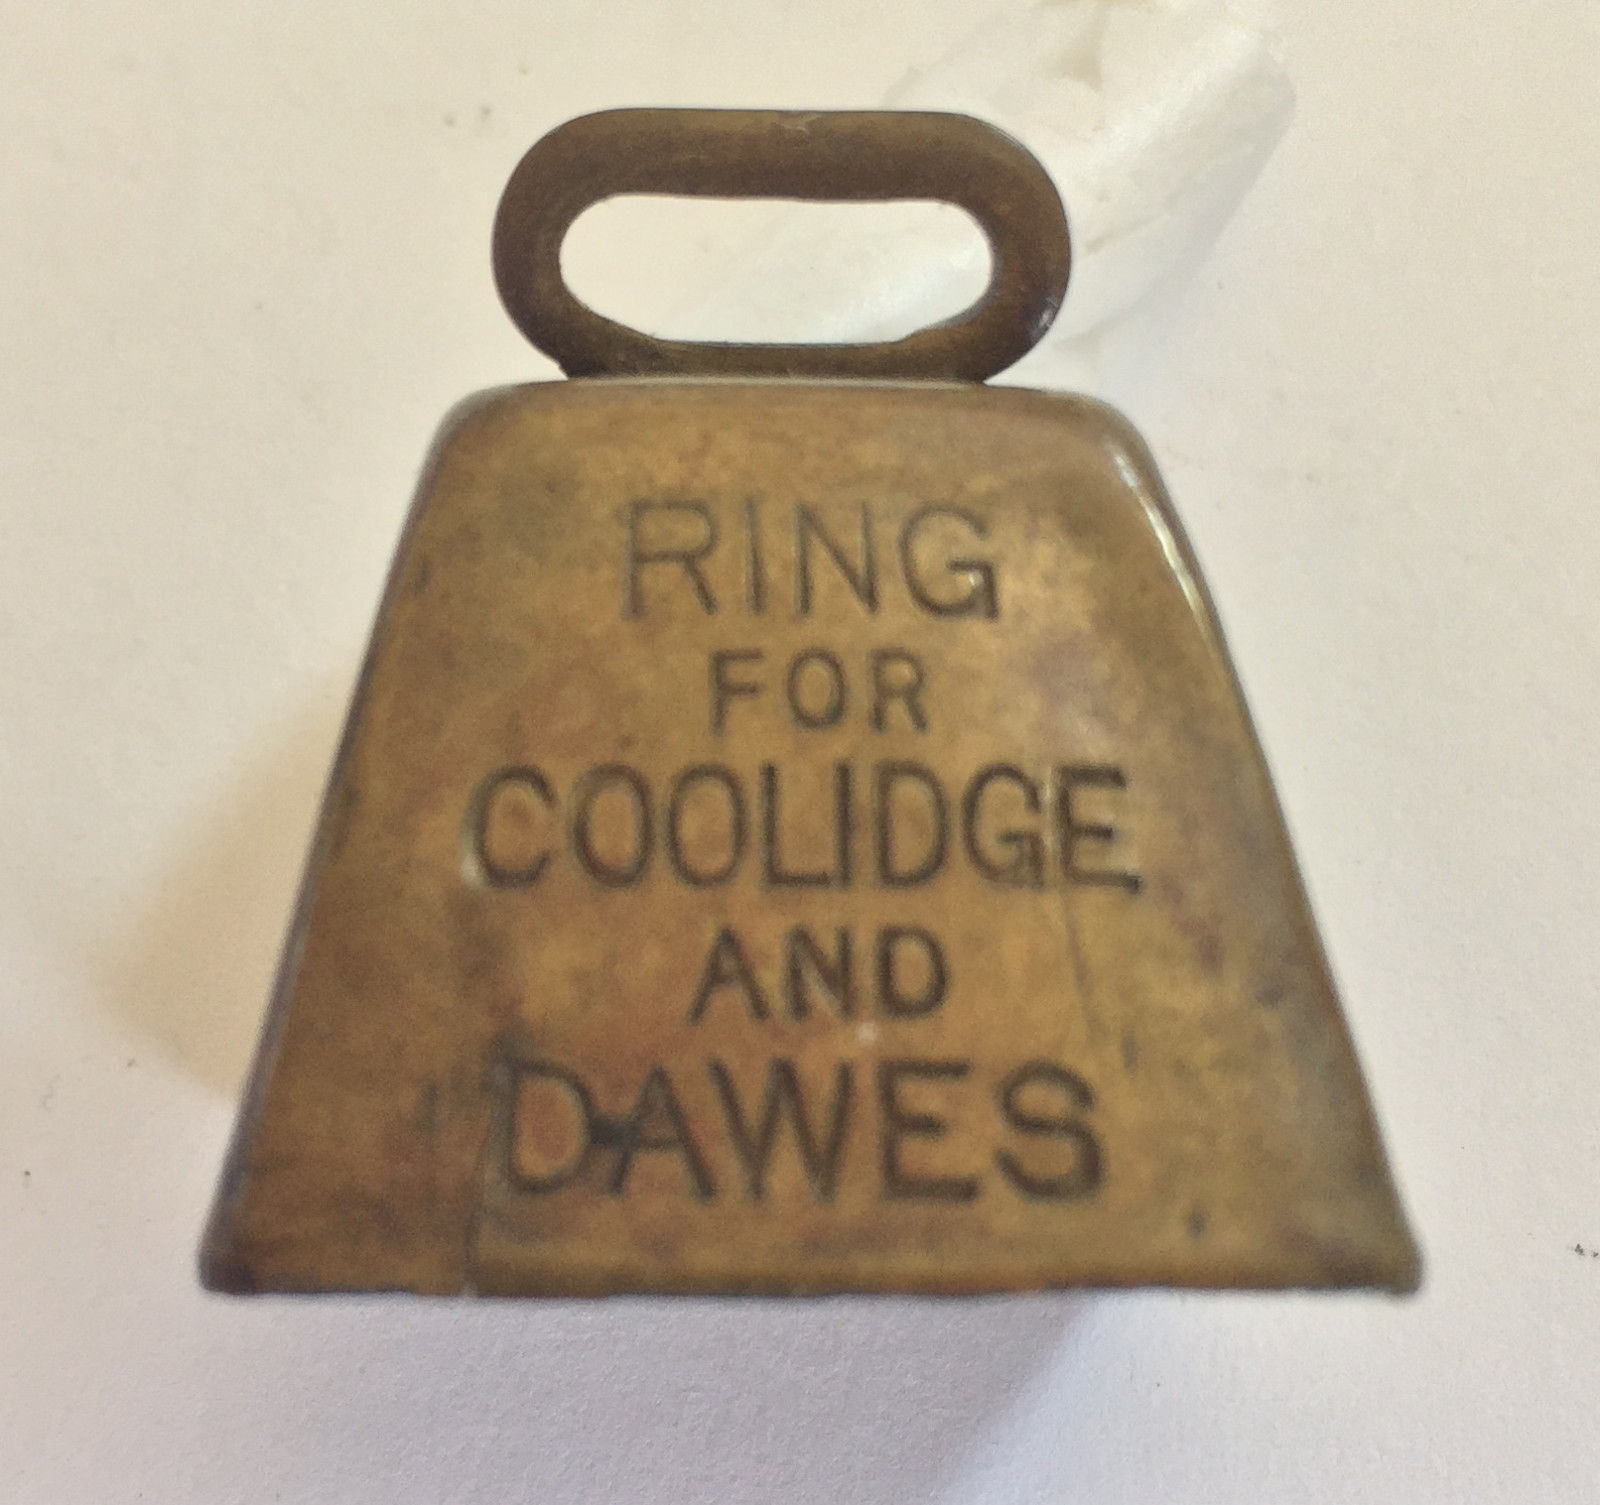 RING
FOR
COOLIDGE
AND
DAWES